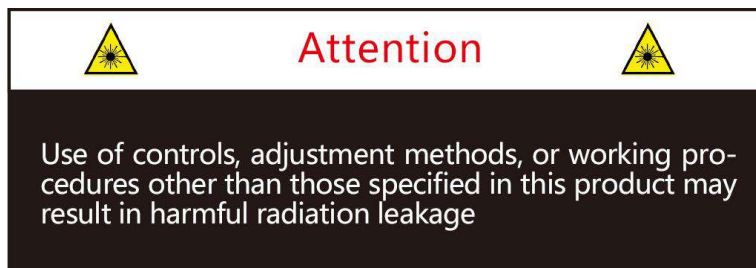 Attention
Use of controls, adjustment methods, or working pro-
cedures other than those specified in this product may
result in harmful radiation leakage